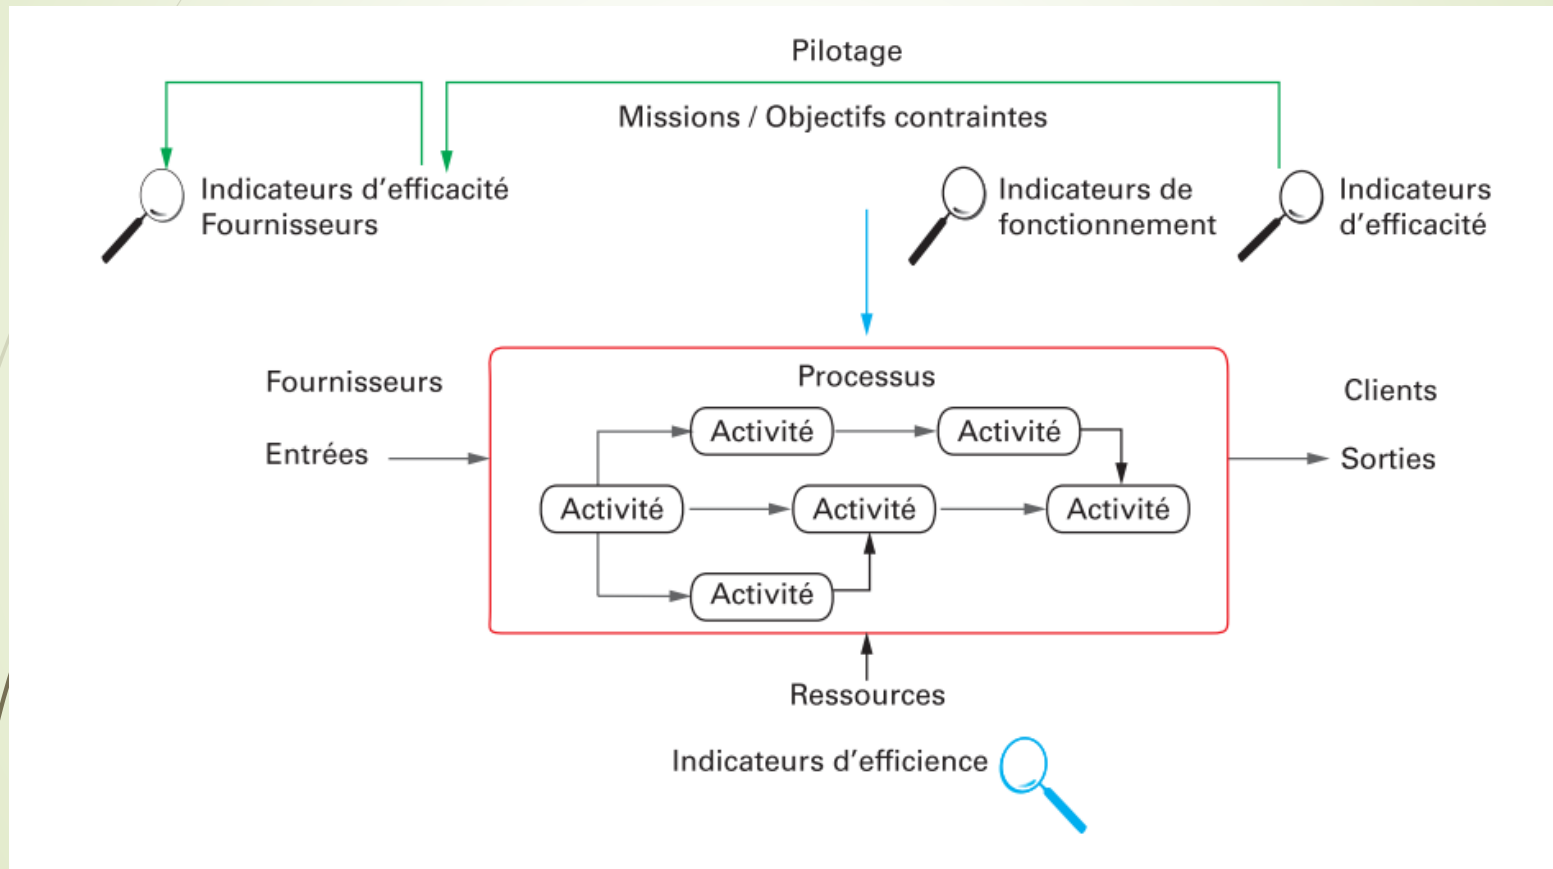 Pilotage
Missions / Objectifs contraintes
Indicateurs d’efficacité
Fournisseurs
Indicateurs de
fonctionnement
Indicateurs
d’efficacité
Fournisseurs
Entrées
Processus
Activité
Activité
Activité
Activité
Activité
Activité
Clients
Sorties
Ressources
Indicateurs d’efficience